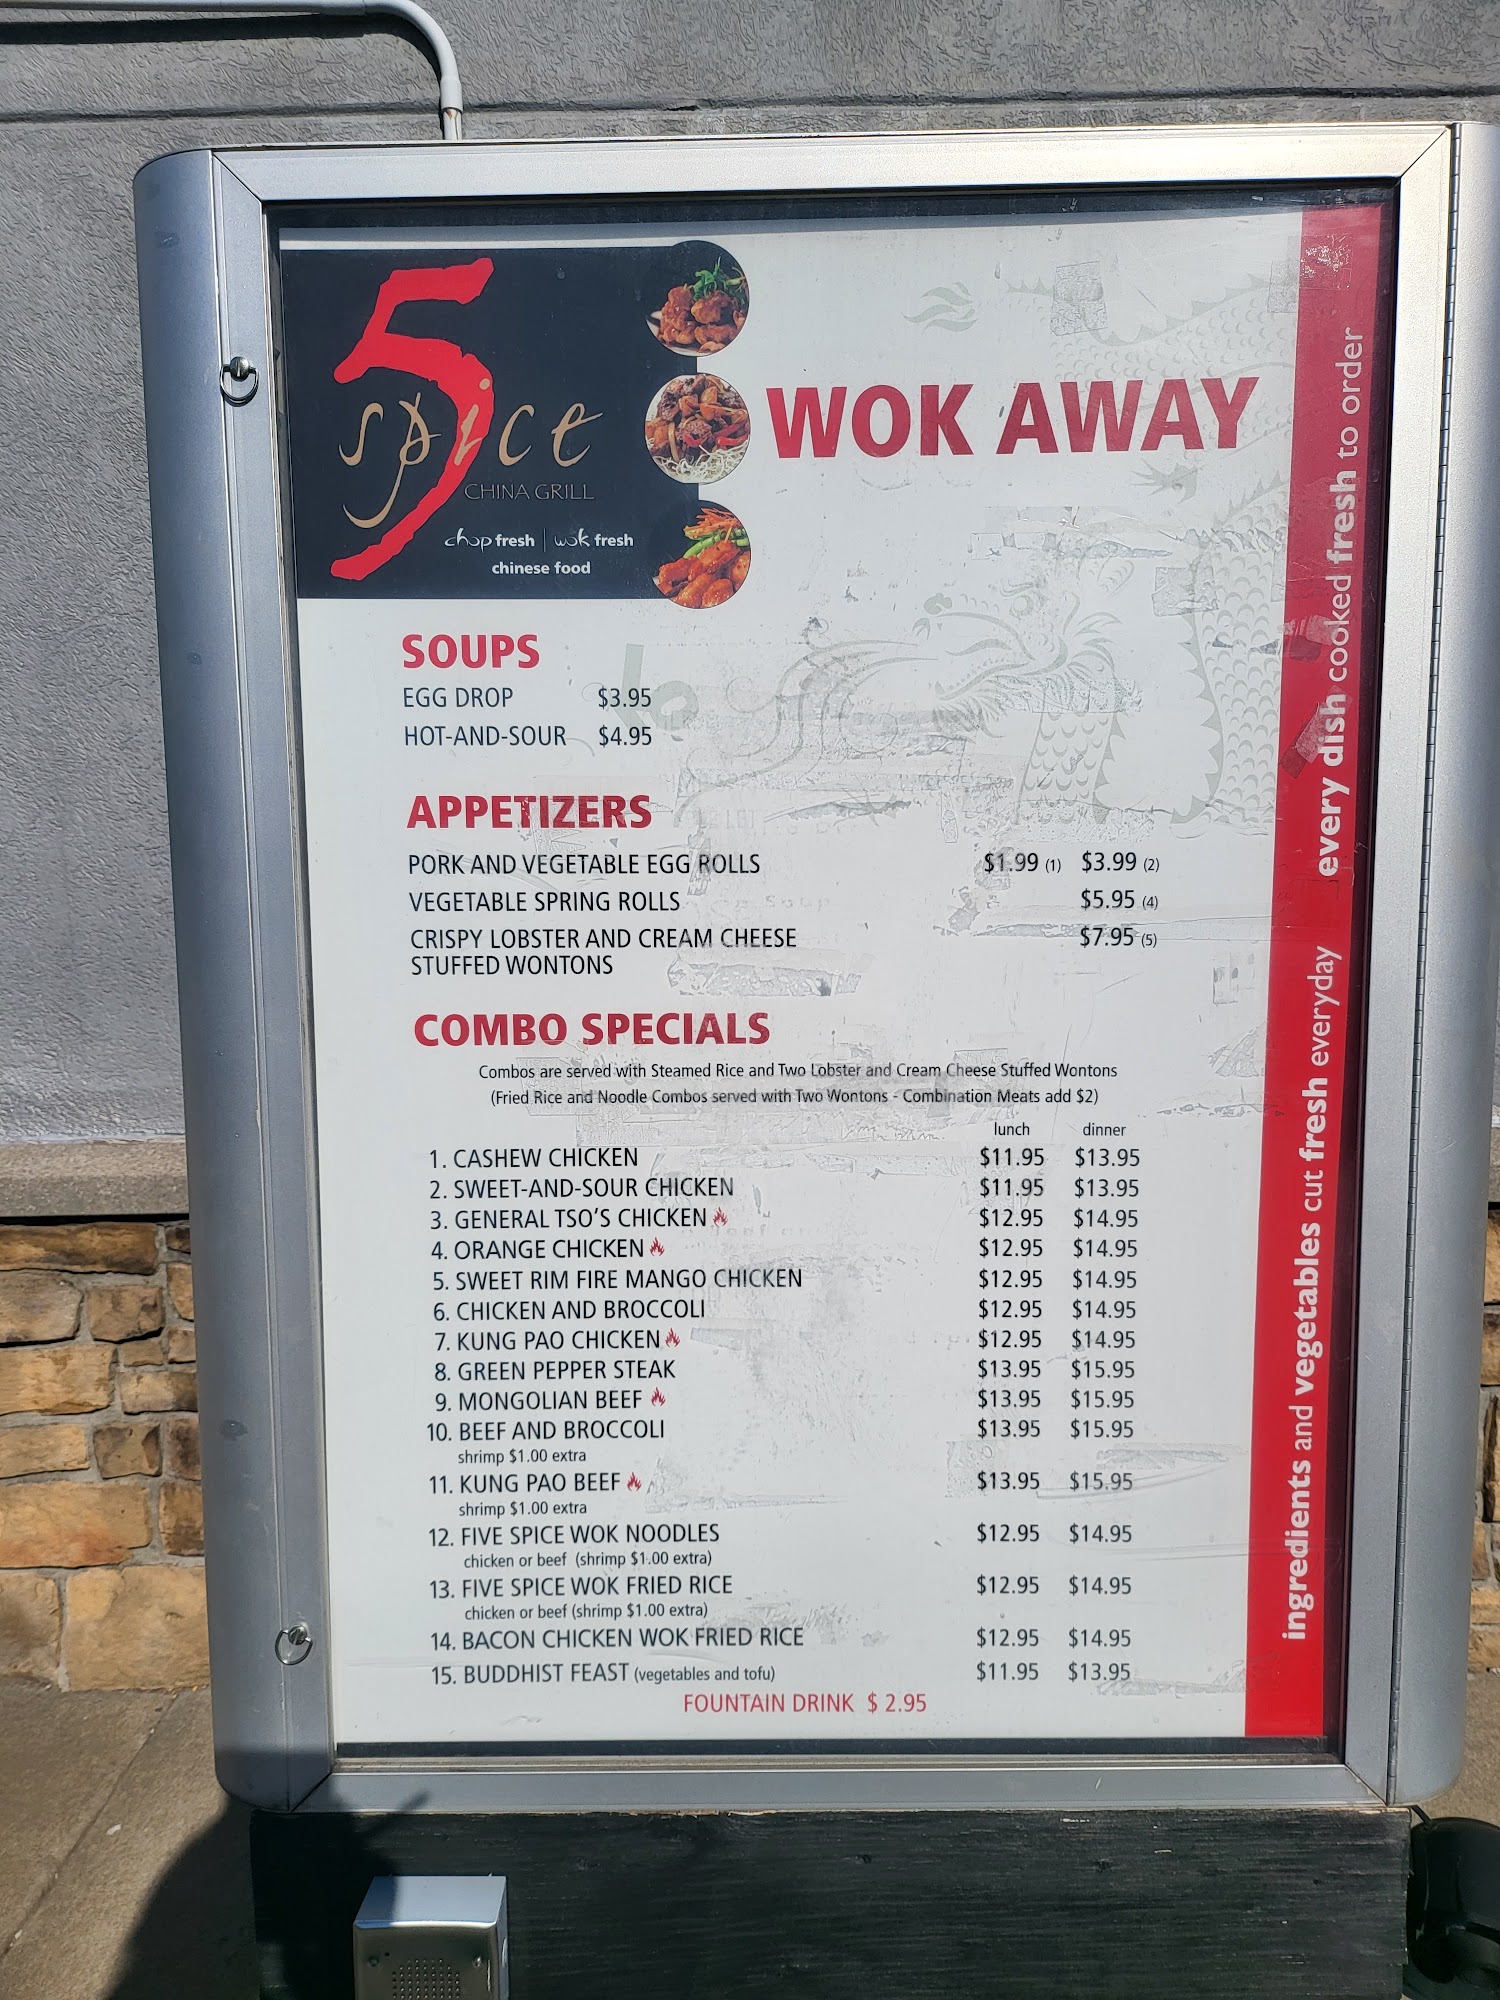 5
spice
CHINA GRILL
chop fresh | wok fresh
chinese food
WOK AWAY
SOUPS
EGG DROP $3.95
HOT-AND-SOUR $4.95
APPETIZERS
PORK AND VEGETABLE EGG ROLLS $1.99 (1) $3.99 (2)
VEGETABLE SPRING ROLLS $5.95 (4)
CRISPY LOBSTER AND CREAM CHEESE $7.95 (5)
STUFFED WONTONS
COMBO SPECIALS
Combos are served with Steamed Rice and Two Lobster and Cream Cheese Stuffed Wontons
(Fried Rice and Noodle Combos served with Two Wontons - Combination Meats add $2)
lunch dinner
1. CASHEW CHICKEN $11.95 $13.95
2. SWEET-AND-SOUR CHICKEN $11.95 $13.95
3. GENERAL TSO'S CHICKEN $12.95 $14.95
4. ORANGE CHICKEN $12.95 $14.95
5. SWEET RIM FIRE MANGO CHICKEN $12.95 $14.95
6. CHICKEN AND BROCCOLI $12.95 $14.95
7. KUNG PAO CHICKEN $12.95 $14.95
8. GREEN PEPPER STEAK $13.95 $15.95
9. MONGOLIAN BEEF $13.95 $15.95
10. BEEF AND BROCCOLI $13.95 $15.95
shrimp $1.00 extra
11. KUNG PAO BEEF $13.95 $15.95
shrimp $1.00 extra
12. FIVE SPICE WOK NOODLES $12.95 $14.95
chicken or beef (shrimp $1.00 extra)
13. FIVE SPICE WOK FRIED RICE $12.95 $14.95
chicken or beef (shrimp $1.00 extra)
14. BACON CHICKEN WOK FRIED RICE $12.95 $14.95
15. BUDDHIST FEAST (vegetables and tofu) $11.95 $13.95
FOUNTAIN DRINK $ 2.95
ingredients and vegetables cut fresh everyday every dish cooked fresh to order